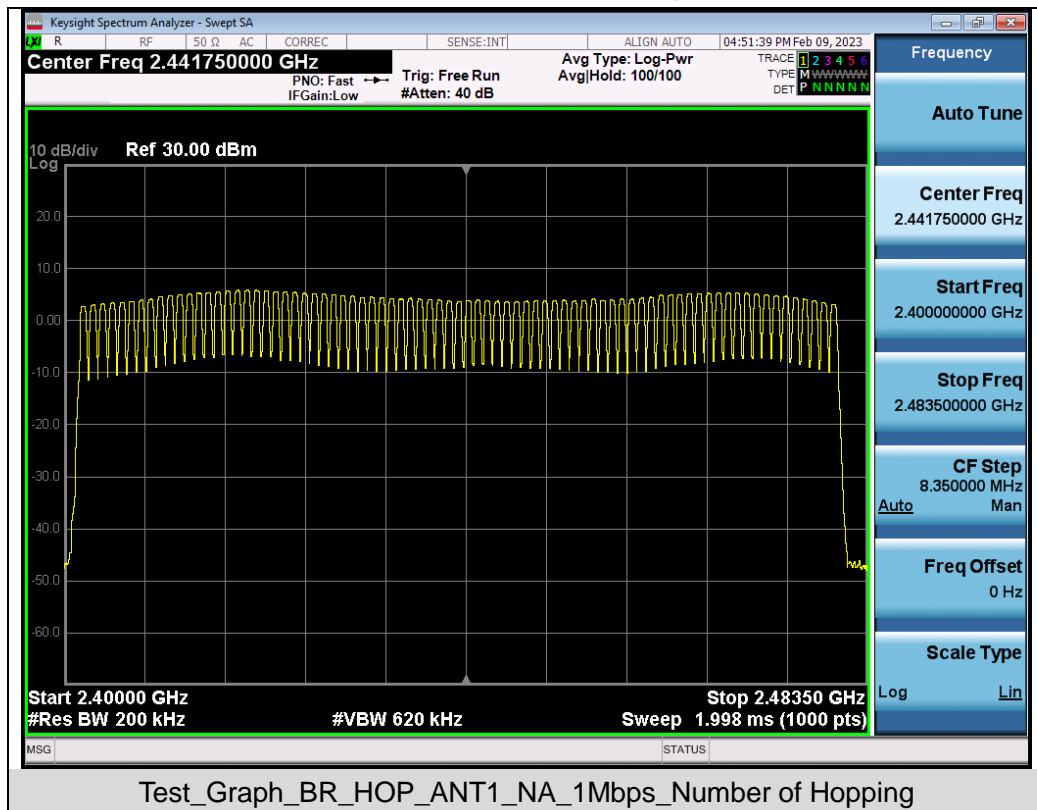 Keysight Spectrum Analyzer - Swept SA
LXI R RF 50 Ω AC CORREC SENSE:INT ALIGN AUTO 04:51:39 PM Feb 09, 2023
Center Freq 2.441750000 GHz
PNO: Fast
IFGain:Low
Trig: Free Run
#Atten: 40 dB
Avg Type: Log-Pwr
Avg|Hold: 100/100
TRACE 1 2 3 4 5 6
TYPE M WWWWW
DET P N N N N N
10 dB/div Ref 30.00 dBm
Log
20.0
10.0
0.00
-10.0
-20.0
-30.0
-40.0
-50.0
-60.0
Start 2.40000 GHz Stop 2.48350 GHz
#Res BW 200 kHz #VBW 620 kHz Sweep 1.998 ms (1000 pts)
MSG STATUS
Frequency
Auto Tune
Center Freq
2.441750000 GHz
Start Freq
2.400000000 GHz
Stop Freq
2.483500000 GHz
CF Step
8.350000 MHz
Auto Man
Freq Offset
0 Hz
Scale Type
Log Lin
Test_Graph_BR_HOP_ANT1_NA_1Mbps_Number of Hopping